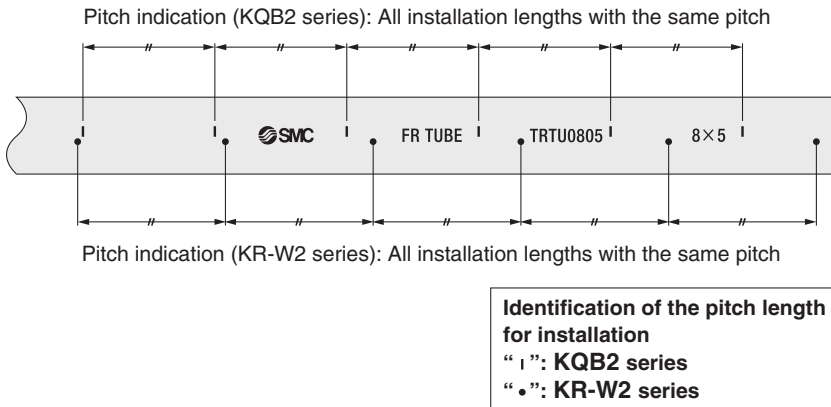 Pitch indication (KQB2 series): All installation lengths with the same pitch
SMC FR TUBE TRTU0805 8×5
Pitch indication (KR-W2 series): All installation lengths with the same pitch
Identification of the pitch length
for installation
“ ı ”: KQB2 series
“ • ”: KR-W2 series